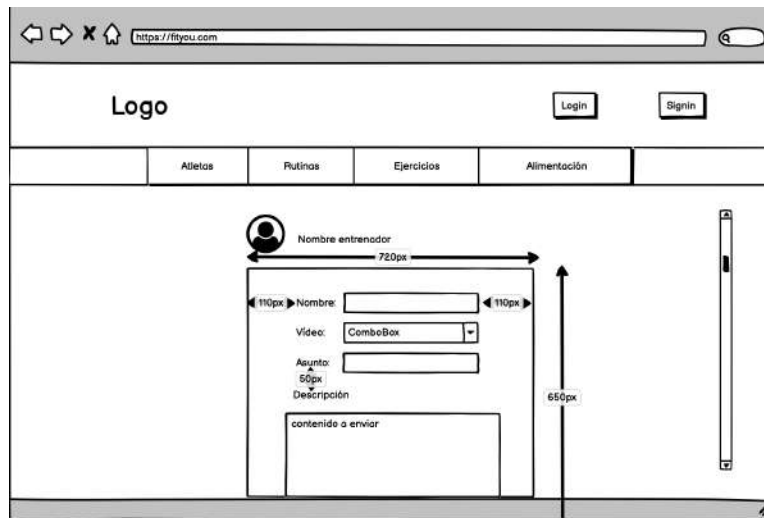 https://fityou.com
Logo
Login
Signin
Atletas
Rutinas
Ejercicios
Alimentación
Nombre entrenador
720px
110px
Nombre:
110px
Vídeo:
ComboBox
Asunto:
50px
Descripción
650px
contenido a enviar